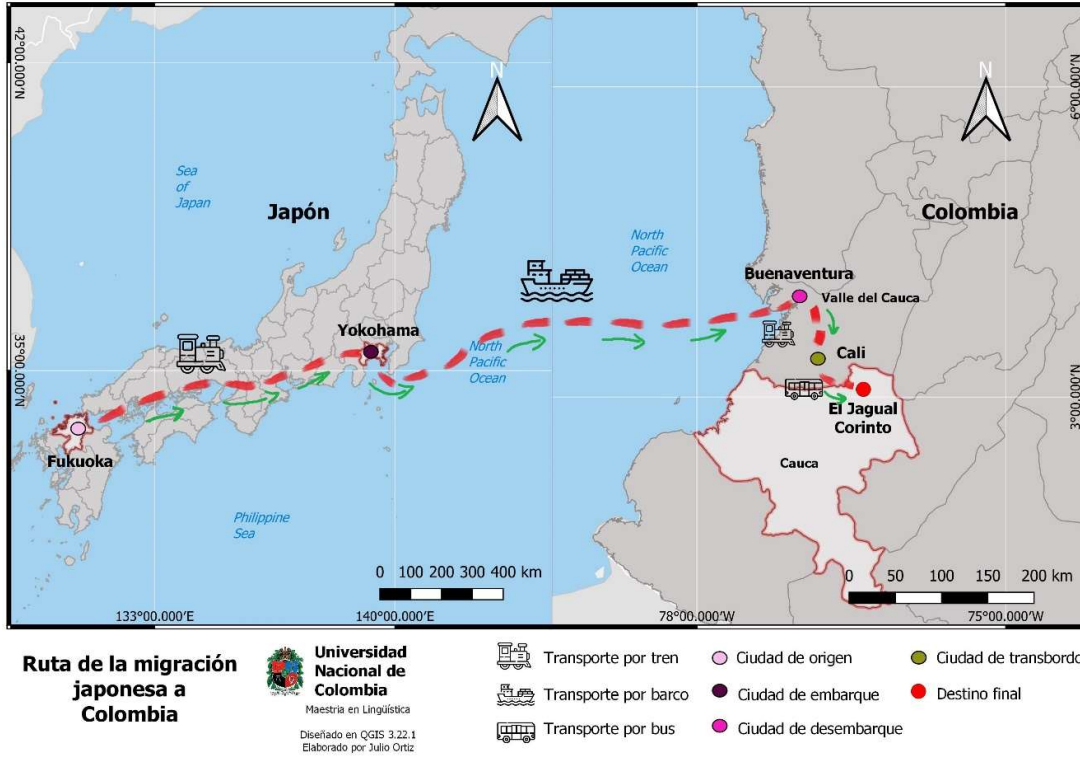 42°00.000'N
35°00.000'N
133°00.000'E
140°00.000'E
Sea
of
Japan
Japón
N
Yokohama
Fukuoka
North
Pacific
Ocean
Philippine
Sea
0 100 200 300 400 km
North
Pacific
Ocean
N
Colombia
Buenaventura
Valle del Cauca
Cali
El Jagual
Corinto
Cauca
0 50 100 150 200 km
78°00.000'W
75°00.000'W
6°00.000'N
3°00.000'N
Ruta de la migración
japonesa a
Colombia
Universidad
Nacional de
Colombia
Maestria en Lingüística
Diseñado en QGIS 3.22.1
Elaborado por Julio Ortiz
Transporte por tren
Transporte por barco
Transporte por bus
Ciudad de origen
Ciudad de embarque
Ciudad de desembarque
Ciudad de transbordo
Destino final